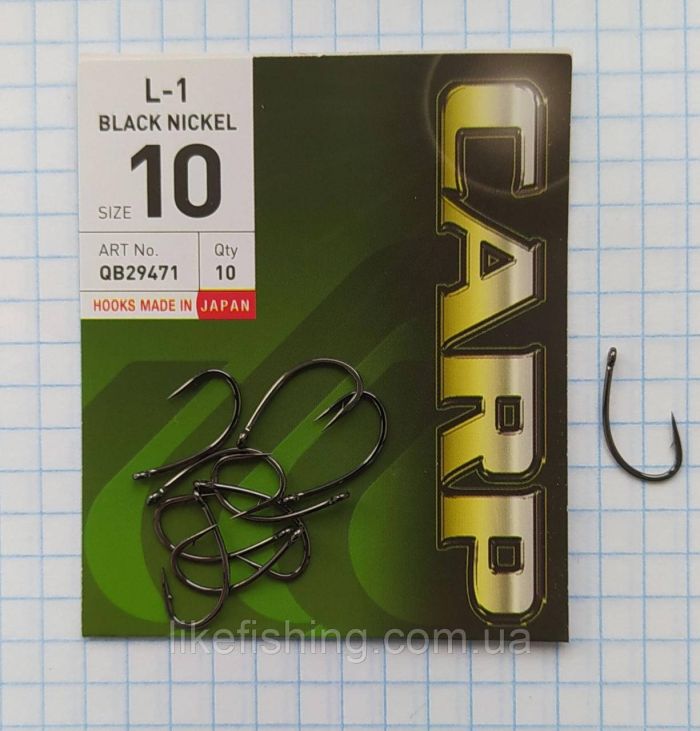 L-1
BLACK NICKEL
SIZE 10
ART No. Qty
QB29471 10
HOOKS MADE IN JAPAN
CARP
likefishing.com.ua